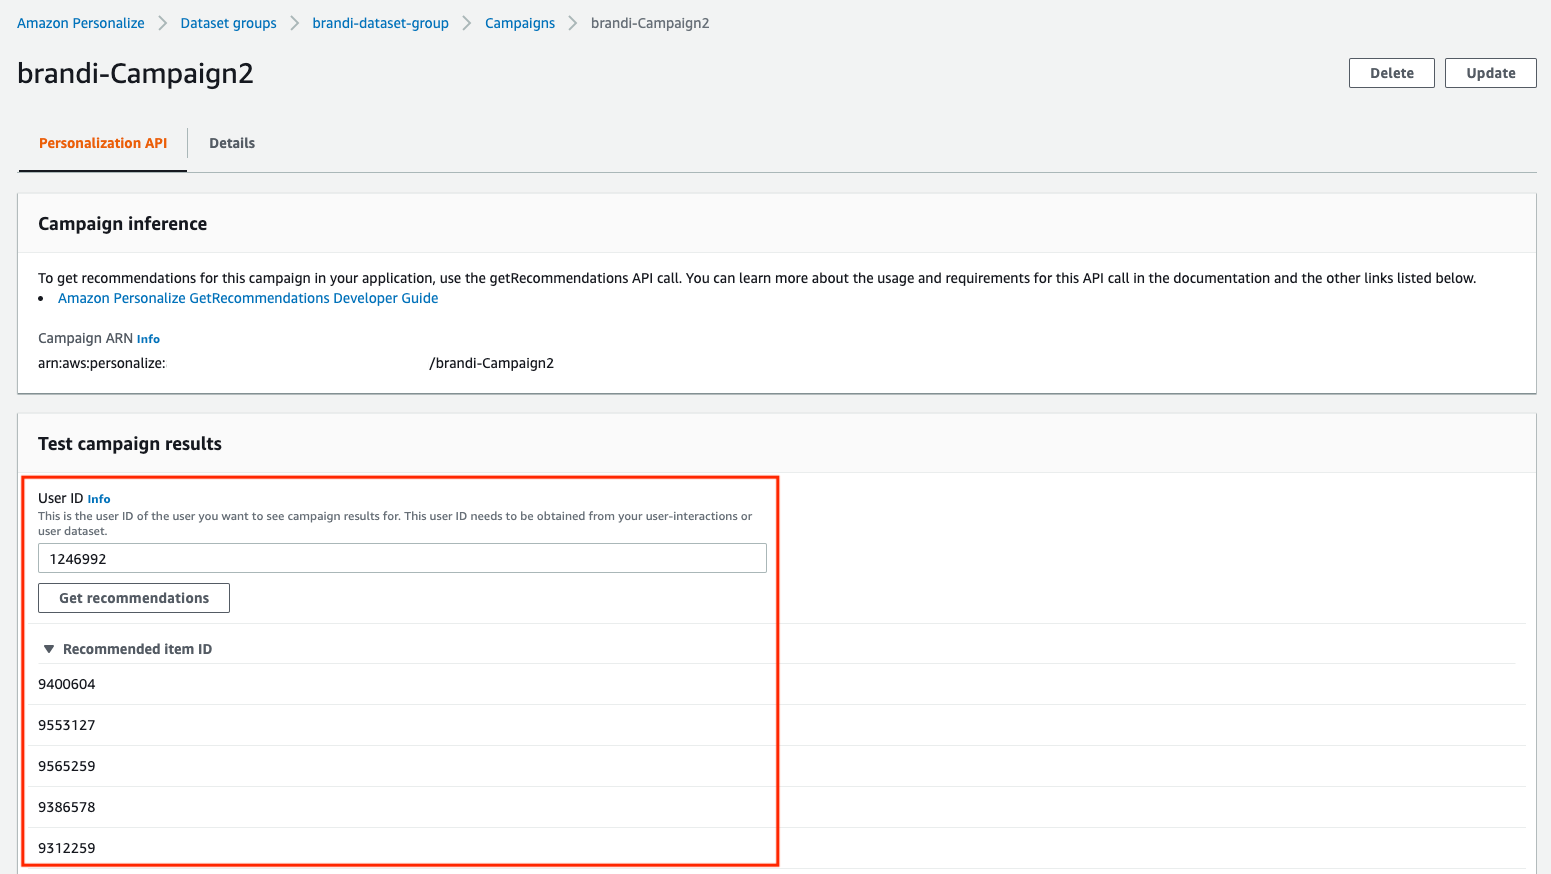 Amazon Personalize > Dataset groups > brandi-dataset-group > Campaigns > brandi-Campaign2
brandi-Campaign2
Delete Update
Personalization API Details
Campaign inference
To get recommendations for this campaign in your application, use the getRecommendations API call. You can learn more about the usage and requirements for this API call in the documentation and the other links listed below.
• Amazon Personalize GetRecommendations Developer Guide
Campaign ARN Info
arn:aws:personalize: /brandi-Campaign2
Test campaign results
User ID Info
This is the user ID of the user you want to see campaign results for. This user ID needs to be obtained from your user-interactions or
user dataset.
1246992
Get recommendations
▼ Recommended item ID
9400604
9553127
9565259
9386578
9312259